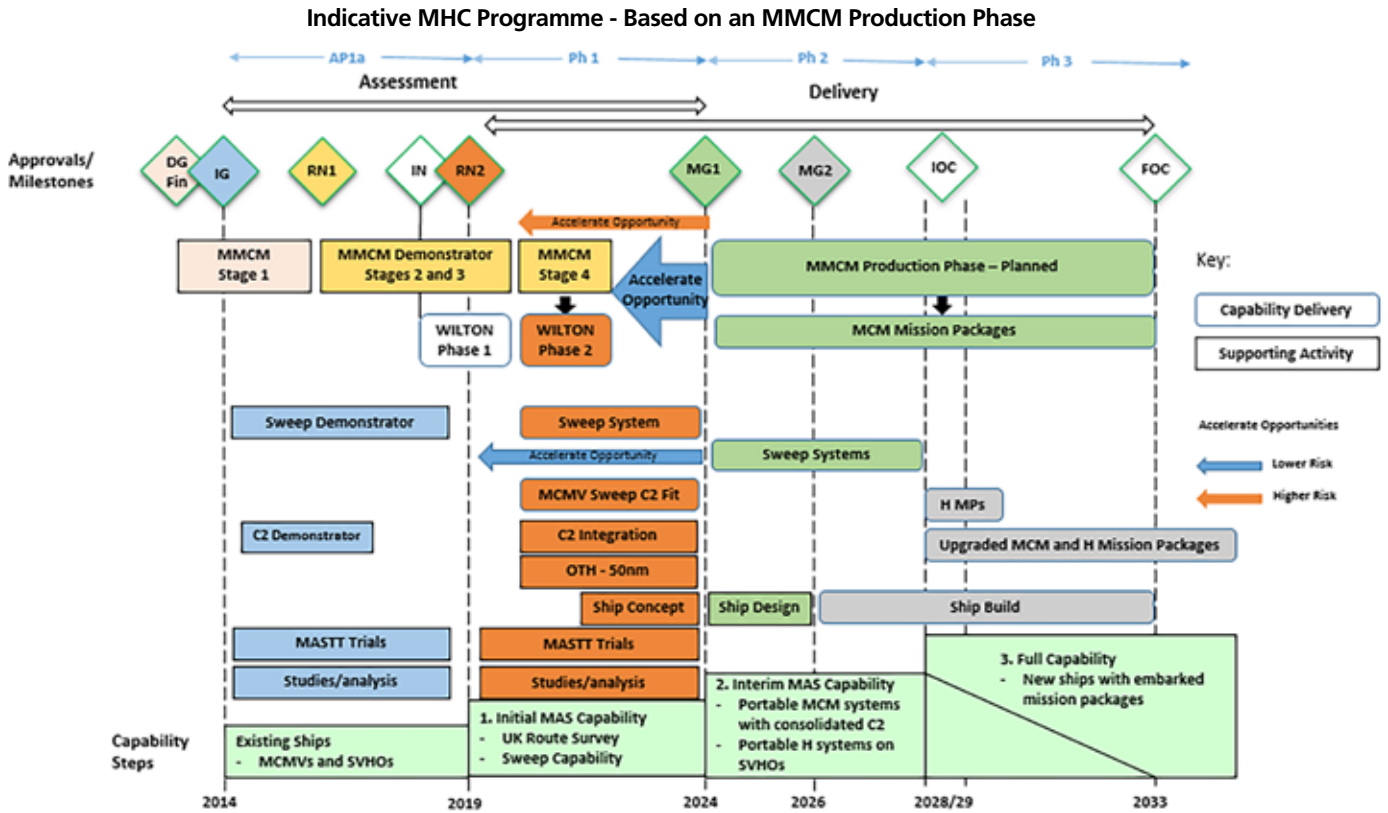 Indicative MHC Programme - Based on an MMCM Production Phase
AP1a
Ph 1
Ph 2
Ph 3
Assessment
Delivery
Approvals/
Milestones
DG
Fin
IG
RN1
IN
RN2
MG1
MG2
IOC
FOC
Accelerate Opportunity
MMCM
Stage 1
MMCM Demonstrator
Stages 2 and 3
MMCM
Stage 4
Accelerate
Opportunity
MMCM Production Phase – Planned
WILTON
Phase 1
WILTON
Phase 2
MCM Mission Packages
Key:
Capability Delivery
Supporting Activity
Accelerate Opportunities
Lower Risk
Higher Risk
Sweep Demonstrator
Sweep System
Accelerate Opportunity
Sweep Systems
MCMV Sweep C2 Fit
H MPs
C2 Demonstrator
C2 Integration
Upgraded MCM and H Mission Packages
OTH - 50nm
Ship Concept
Ship Design
Ship Build
MASTT Trials
MASTT Trials
Studies/analysis
Studies/analysis
Capability
Steps
Existing Ships
- MCMVs and SVHOs
1. Initial MAS Capability
- UK Route Survey
- Sweep Capability
2. Interim MAS Capability
- Portable MCM systems
with consolidated C2
- Portable H systems on
SVHOs
3. Full Capability
- New ships with embarked
mission packages
2014
2019
2024
2026
2028/29
2033